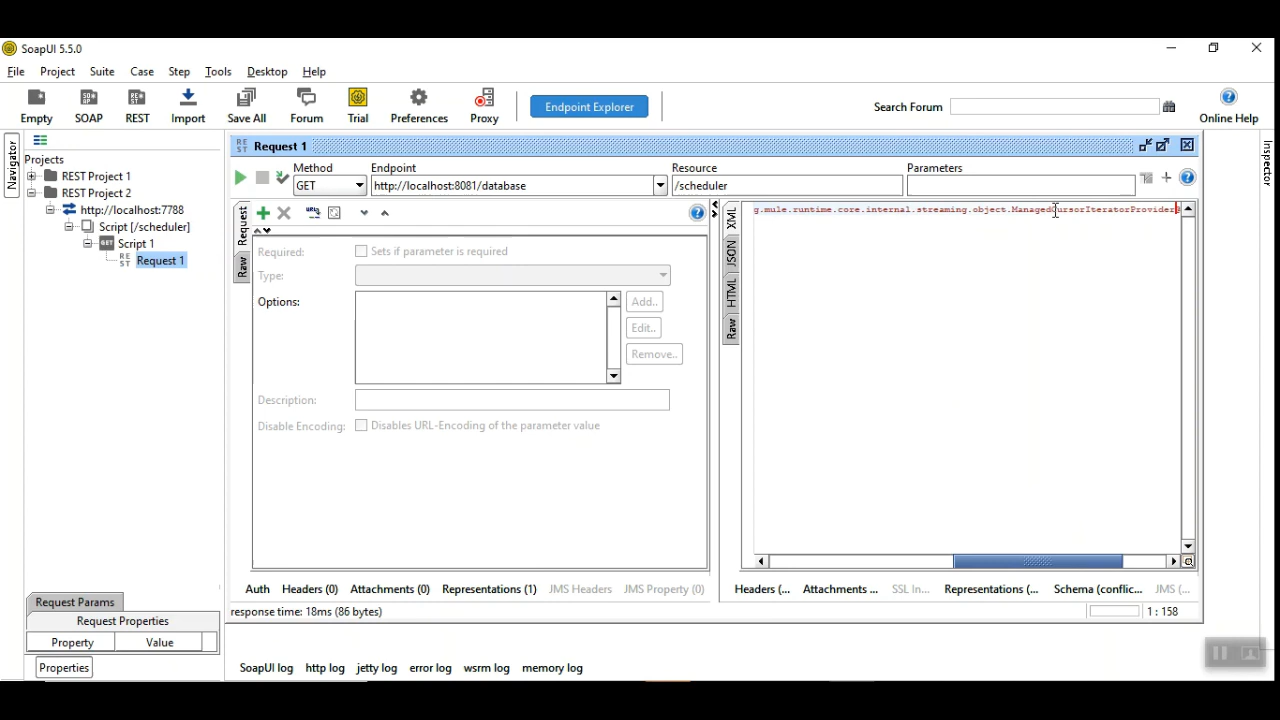 SoapUI 5.5.0
File Project Suite Case Step Tools Desktop Help
Empty SOAP REST Import Save All Forum Trial Preferences Proxy Endpoint Explorer Search Forum Online Help
Navigator
Projects
REST Project 1
REST Project 2
http://localhost:7788
Script [/scheduler]
Script 1
Request 1
Request Params
Request Properties
Property Value
Properties
Request 1
Method Endpoint Resource Parameters
GET http://localhost:8081/database /scheduler
Request
Raw
Required: Sets if parameter is required
Type:
Options: Add..
Edit..
Remove..
Description:
Disable Encoding: Disables URL-Encoding of the parameter value
Auth Headers (0) Attachments (0) Representations (1) JMS Headers JMS Property (0)
response time: 18ms (86 bytes)
XML
JSON
HTML
Raw
g.mule.runtime.core.internal.streaming.object.ManagedCursorIteratorProvider
Headers (... Attachments ... SSL In... Representations (... Schema (conflic... JMS (...
1 : 158
Inspector
SoapUI log http log jetty log error log wsrm log memory log